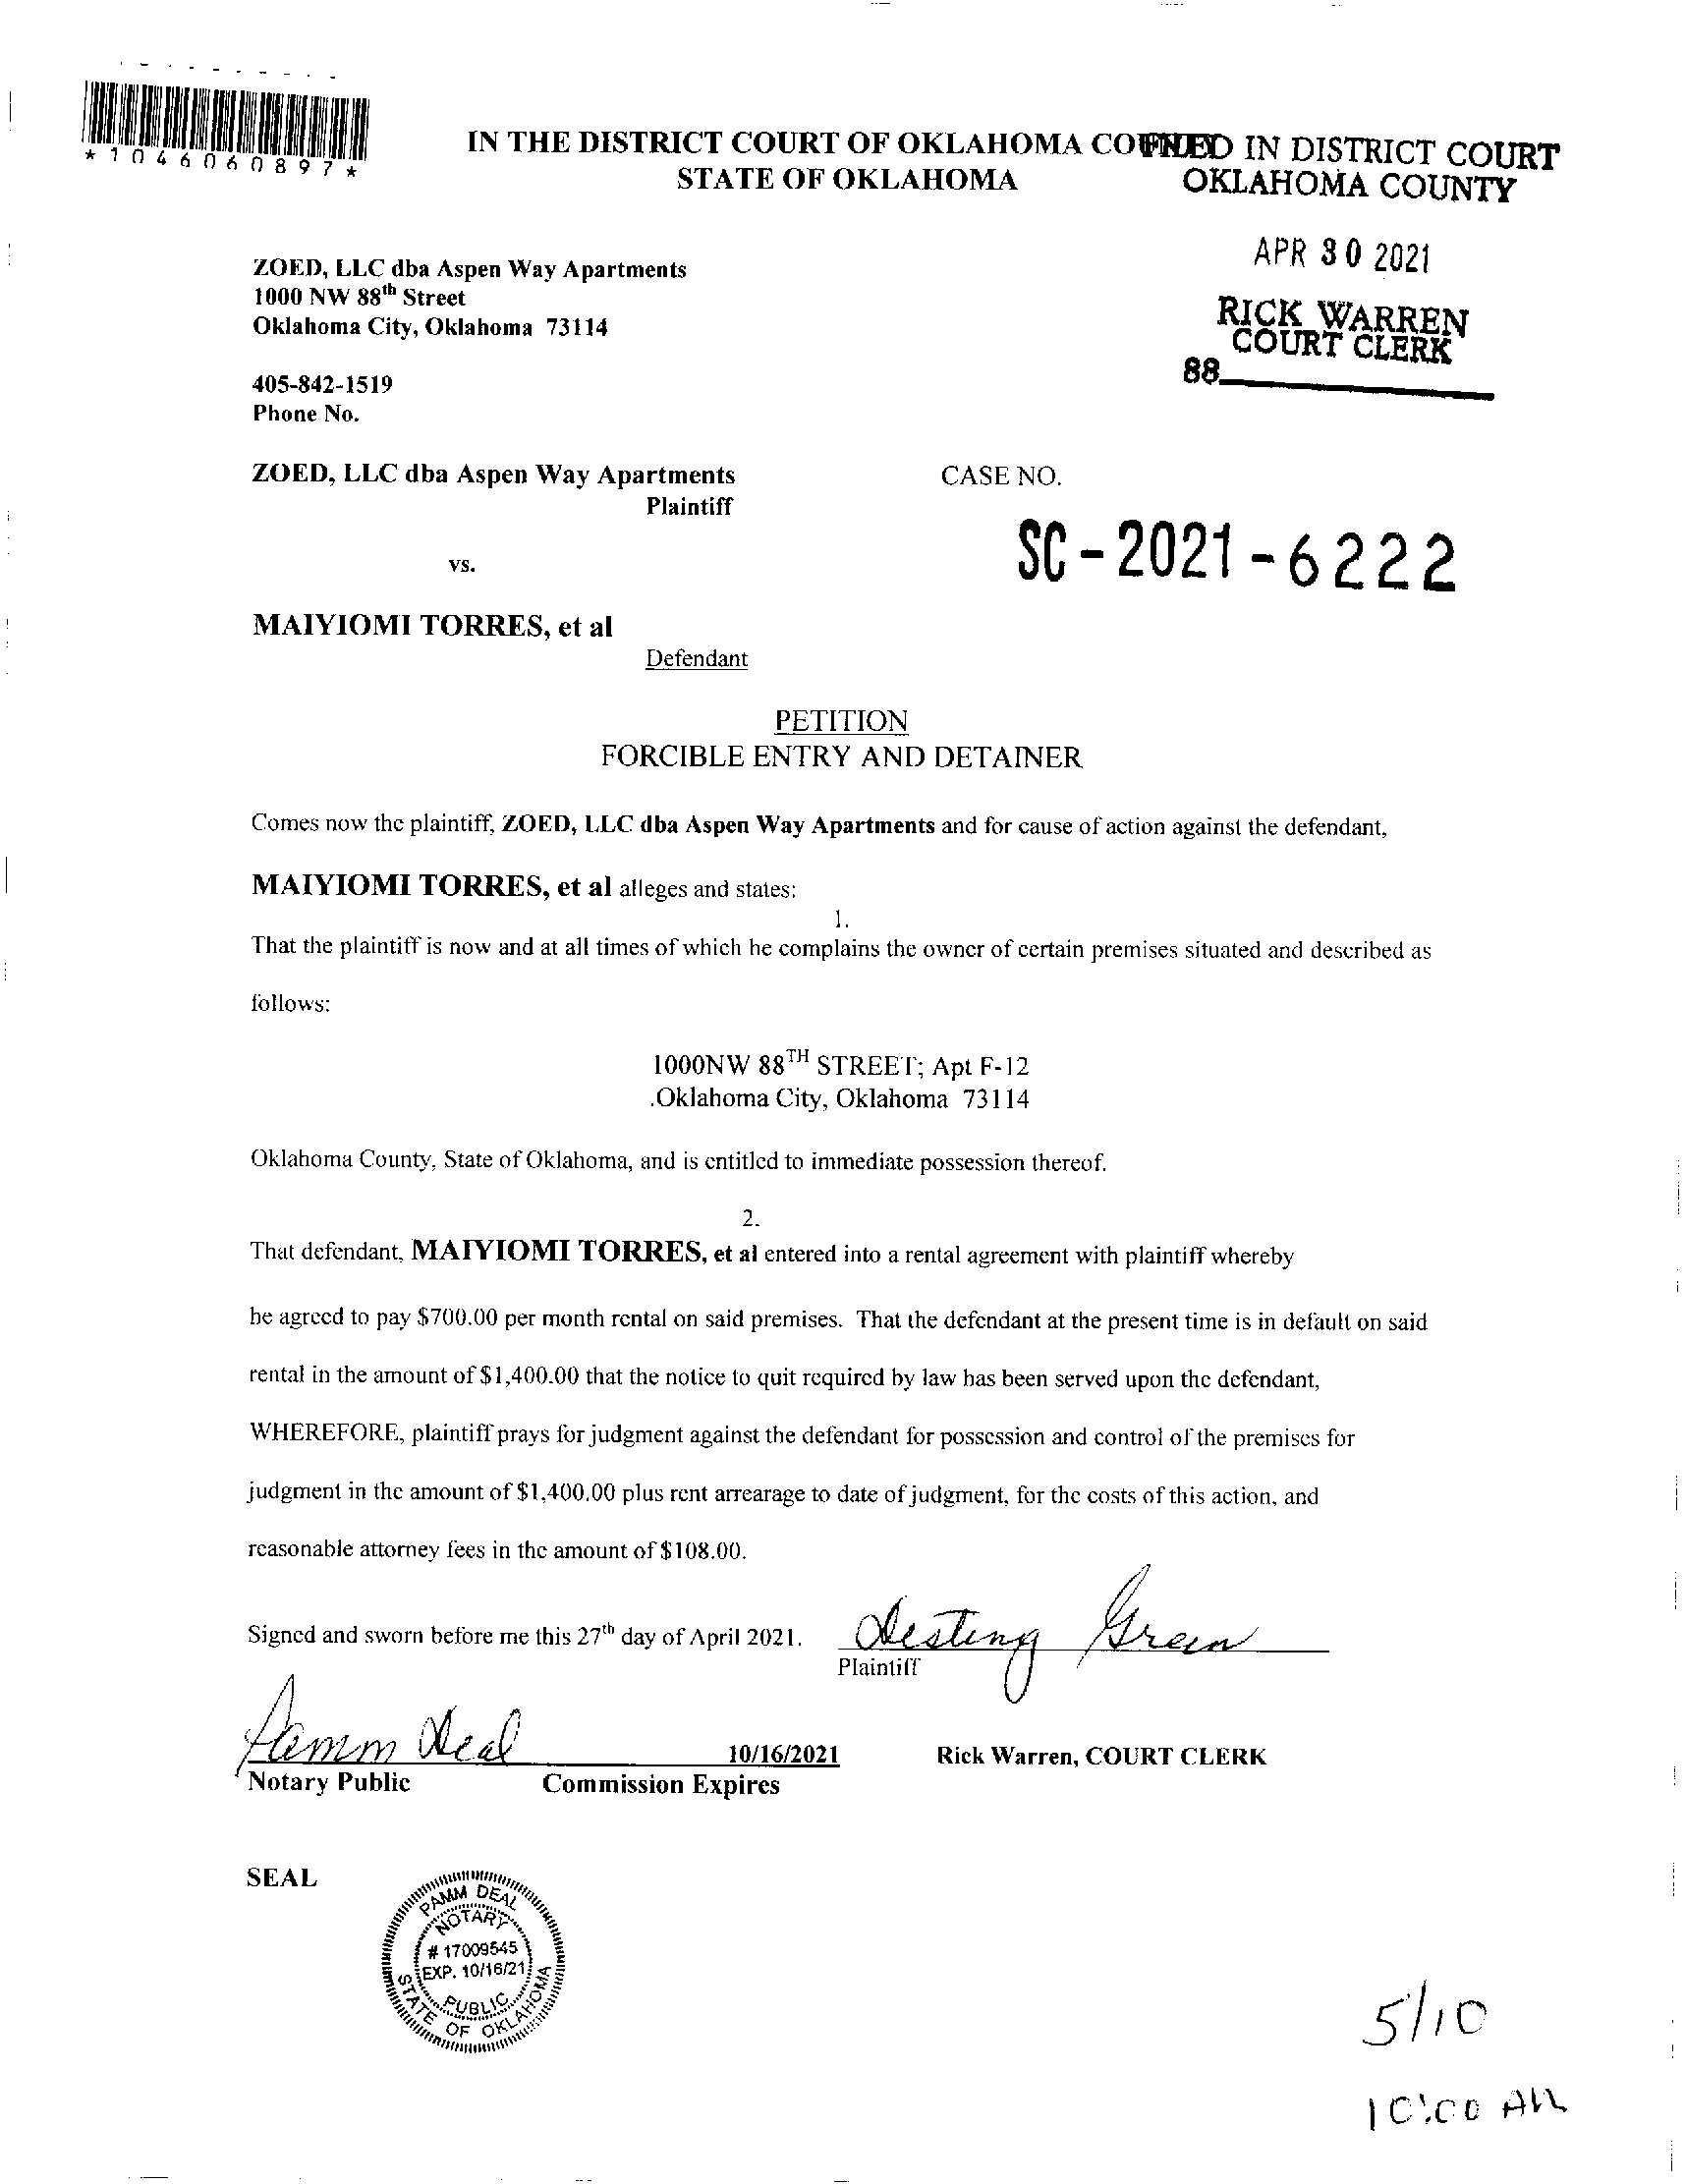 *1046060897*
IN THE DISTRICT COURT OF OKLAHOMA COUNTY
STATE OF OKLAHOMA
FILED IN DISTRICT COURT
OKLAHOMA COUNTY
APR 30 2021
RICK WARREN
COURT CLERK
88
ZOED, LLC dba Aspen Way Apartments
1000 NW 88th Street
Oklahoma City, Oklahoma 73114
405-842-1519
Phone No.
ZOED, LLC dba Aspen Way Apartments
Plaintiff
CASE NO.
SC-2021-6222
vs.
MAIYIOMI TORRES, et al
Defendant
PETITION
FORCIBLE ENTRY AND DETAINER
Comes now the plaintiff, ZOED, LLC dba Aspen Way Apartments and for cause of action against the defendant,
MAIYIOMI TORRES, et al alleges and states:
1.
That the plaintiff is now and at all times of which he complains the owner of certain premises situated and described as
follows:
1000NW 88TH STREET; Apt F-12
.Oklahoma City, Oklahoma 73114
Oklahoma County, State of Oklahoma, and is entitled to immediate possession thereof.
2.
That defendant, MAIYIOMI TORRES, et al entered into a rental agreement with plaintiff whereby
he agreed to pay $700.00 per month rental on said premises. That the defendant at the present time is in default on said
rental in the amount of $1,400.00 that the notice to quit required by law has been served upon the defendant,
WHEREFORE, plaintiff prays for judgment against the defendant for possession and control of the premises for
judgment in the amount of $1,400.00 plus rent arrearage to date of judgment, for the costs of this action, and
reasonable attorney fees in the amount of $108.00.
Signed and sworn before me this 27th day of April 2021.
Destiny Green
Plaintiff
Pamm Deal
10/16/2021
Rick Warren, COURT CLERK
Notary Public
Commission Expires
SEAL
PAMM DEAL
NOTARY
# 17009545
EXP. 10/16/21
PUBLIC
STATE OF OKLAHOMA
5/10
10:00 AM